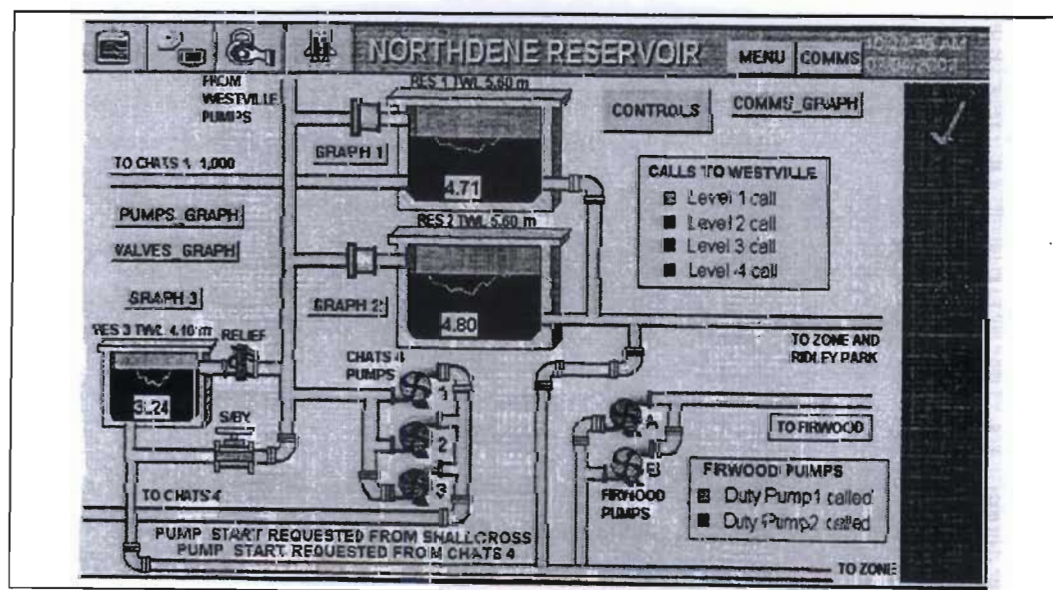 NORTHDENE RESERVOIR
MENU
COMMS
FROM
WESTVILLE
PUMPS
RES 1 TWL 5.60 m
CONTROLS
COMMS_GRAPH
GRAPH 1
TO CHATS 1, 1,000
4.71
CALLS TO WESTVILLE
Level 1 call
Level 2 call
Level 3 call
Level 4 call
PUMPS_GRAPH
RES 2 TWL 5.60 m
VALVES_GRAPH
GRAPH 3
GRAPH 2
4.80
RES 3 TWL 4.10 m
RELIEF
TO ZONE AND
RIDLEY PARK
CHATS 4
PUMPS
3.24
S/BY
1
2
3
A
B
TO FIRWOOD
FIRWOOD
PUMPS
FIRWOOD PUMPS
Duty Pump1 called
Duty Pump2 called
TO CHATS 4
PUMP START REQUESTED FROM SHALLCROSS
PUMP START REQUESTED FROM CHATS 4
TO ZONE